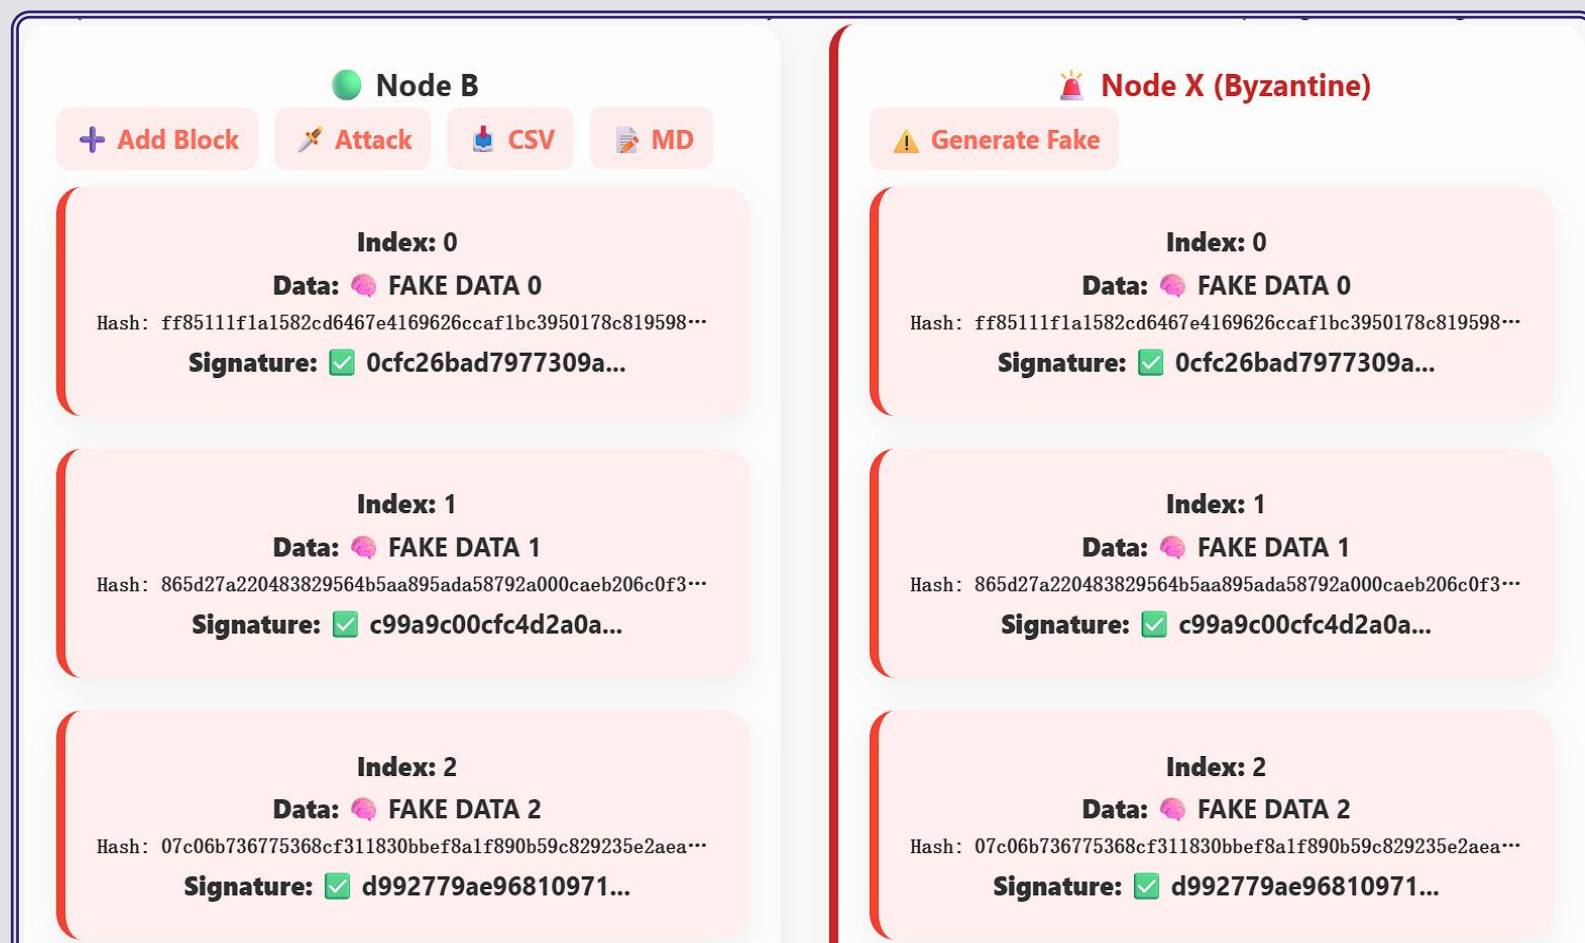 Node B
Add Block Attack CSV MD
Index: 0
Data: 🧠 FAKE DATA 0
Hash: ff85111f1a1582cd6467e4169626ccaf1bc3950178c819598···
Signature: ✅ 0cfc26bad7977309a...
Index: 1
Data: 🧠 FAKE DATA 1
Hash: 865d27a220483829564b5aa895ada58792a000caeb206c0f3···
Signature: ✅ c99a9c00cfc4d2a0a...
Index: 2
Data: 🧠 FAKE DATA 2
Hash: 07c06b736775368cf311830bbef8a1f890b59c829235e2aea···
Signature: ✅ d992779ae96810971...
Node X (Byzantine)
Generate Fake
Index: 0
Data: 🧠 FAKE DATA 0
Hash: ff85111f1a1582cd6467e4169626ccaf1bc3950178c819598···
Signature: ✅ 0cfc26bad7977309a...
Index: 1
Data: 🧠 FAKE DATA 1
Hash: 865d27a220483829564b5aa895ada58792a000caeb206c0f3···
Signature: ✅ c99a9c00cfc4d2a0a...
Index: 2
Data: 🧠 FAKE DATA 2
Hash: 07c06b736775368cf311830bbef8a1f890b59c829235e2aea···
Signature: ✅ d992779ae96810971...